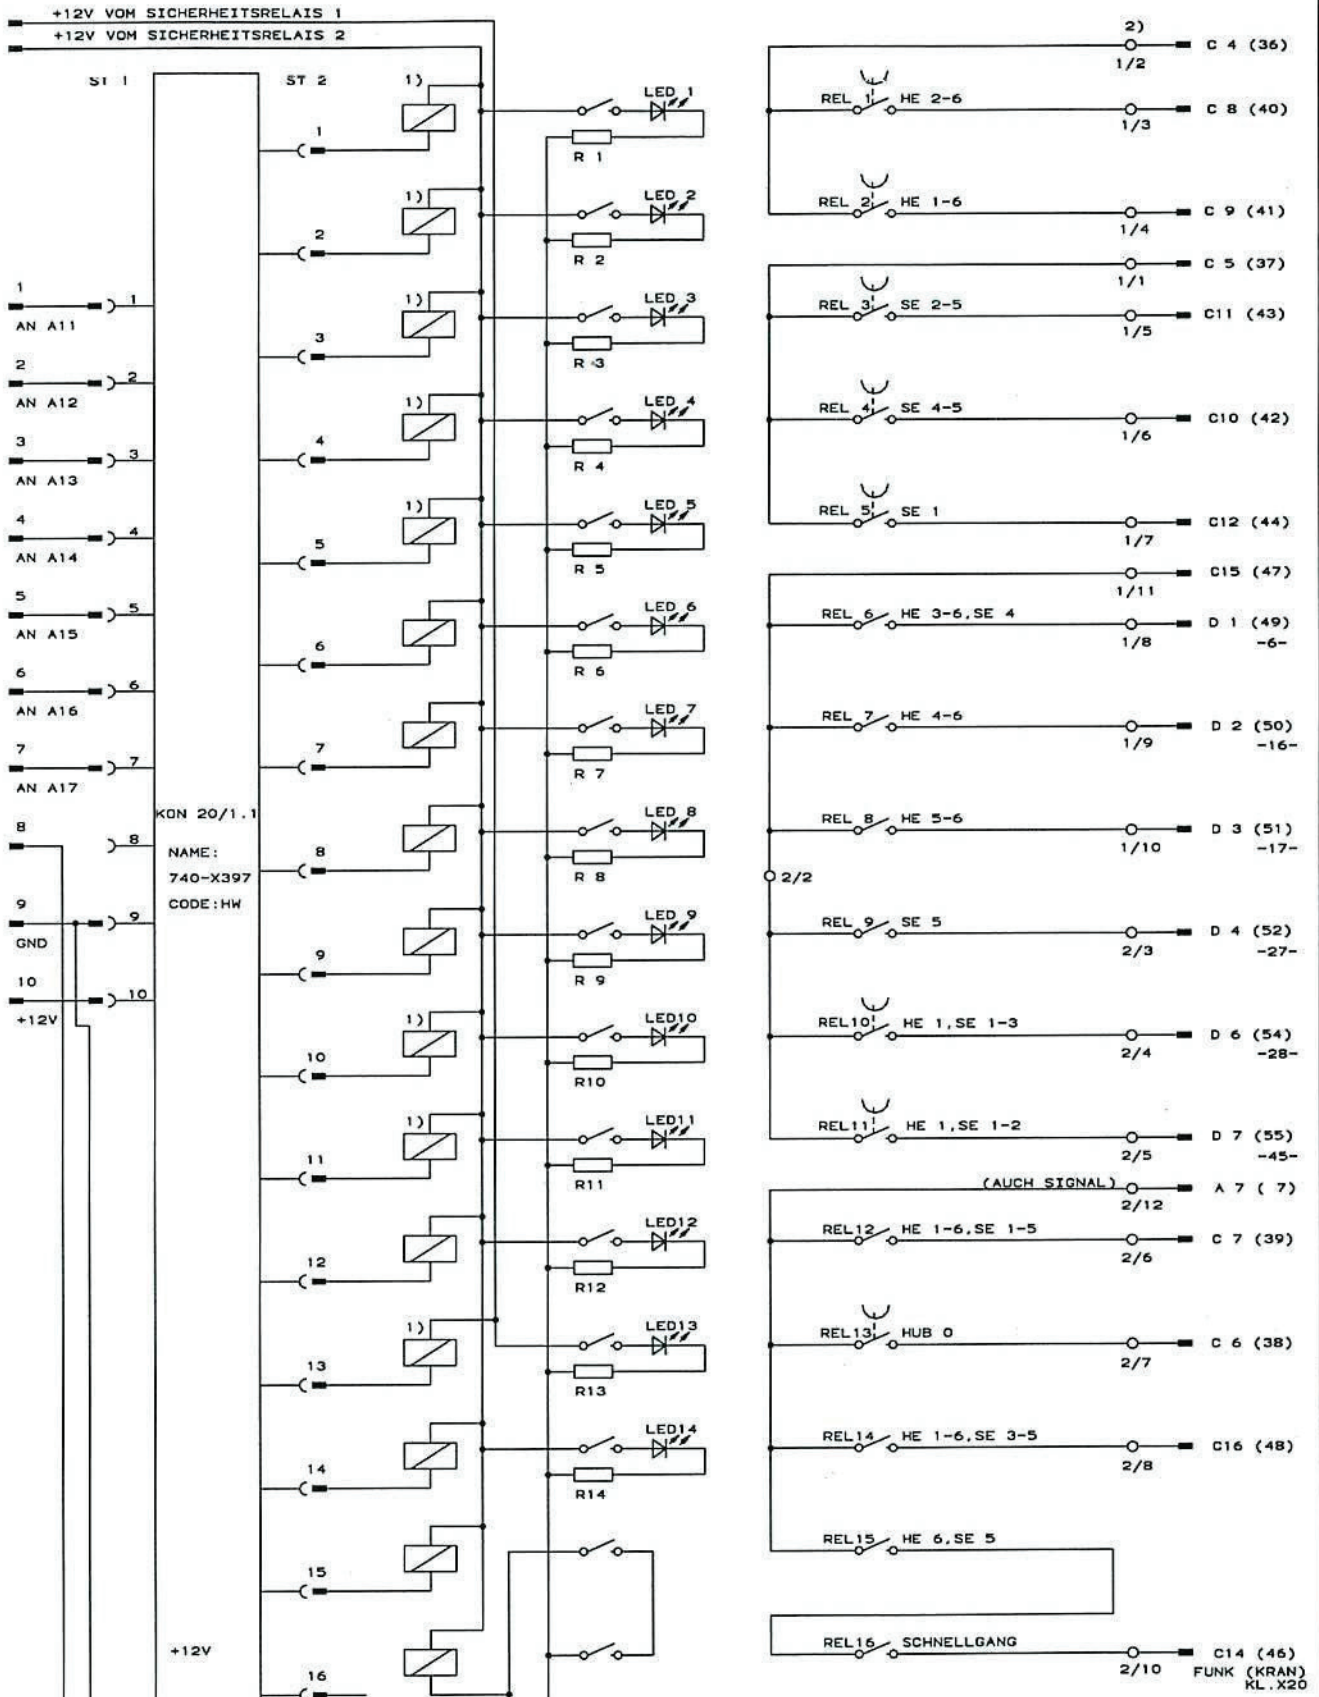 +12V VOM SICHERHEITSRELAIS 1
+12V VOM SICHERHEITSRELAIS 2
ST 1
ST 2
1)
1
LED 1
R 1
REL 1 HE 2-6
2)
1/2
C 4 (36)
1/3
C 8 (40)
1)
2
LED 2
R 2
REL 2 HE 1-6
1/4
C 9 (41)
1/1
C 5 (37)
1
1
AN A11
1)
3
LED 3
R 3
REL 3 SE 2-5
1/5
C11 (43)
2
2
AN A12
1)
4
LED 4
R 4
REL 4 SE 4-5
1/6
C10 (42)
3
3
AN A13
1)
5
LED 5
R 5
REL 5 SE 1
1/7
C12 (44)
4
4
AN A14
1/11
C15 (47)
5
5
AN A15
6
LED 6
R 6
REL 6 HE 3-6,SE 4
1/8
D 1 (49)
-6-
6
6
AN A16
7
LED 7
R 7
REL 7 HE 4-6
1/9
D 2 (50)
-16-
7
7
AN A17
KON 20/1.1
NAME:
740-X397
CODE:HW
8
8
8
LED 8
R 8
REL 8 HE 5-6
1/10
D 3 (51)
-17-
2/2
9
9
GND
9
LED 9
R 9
REL 9 SE 5
2/3
D 4 (52)
-27-
10
10
+12V
1)
10
LED10
R10
REL10 HE 1,SE 1-3
2/4
D 6 (54)
-28-
1)
11
LED11
R11
REL11 HE 1,SE 1-2
2/5
D 7 (55)
-45-
(AUCH SIGNAL)
2/12
A 7 ( 7)
12
LED12
R12
REL12 HE 1-6,SE 1-5
2/6
C 7 (39)
1)
13
LED13
R13
REL13 HUB 0
2/7
C 6 (38)
14
LED14
R14
REL14 HE 1-6,SE 3-5
2/8
C16 (48)
15
REL15 HE 6,SE 5
+12V
16
REL16 SCHNELLGANG
2/10
C14 (46)
FUNK (KRAN)
KL.X20